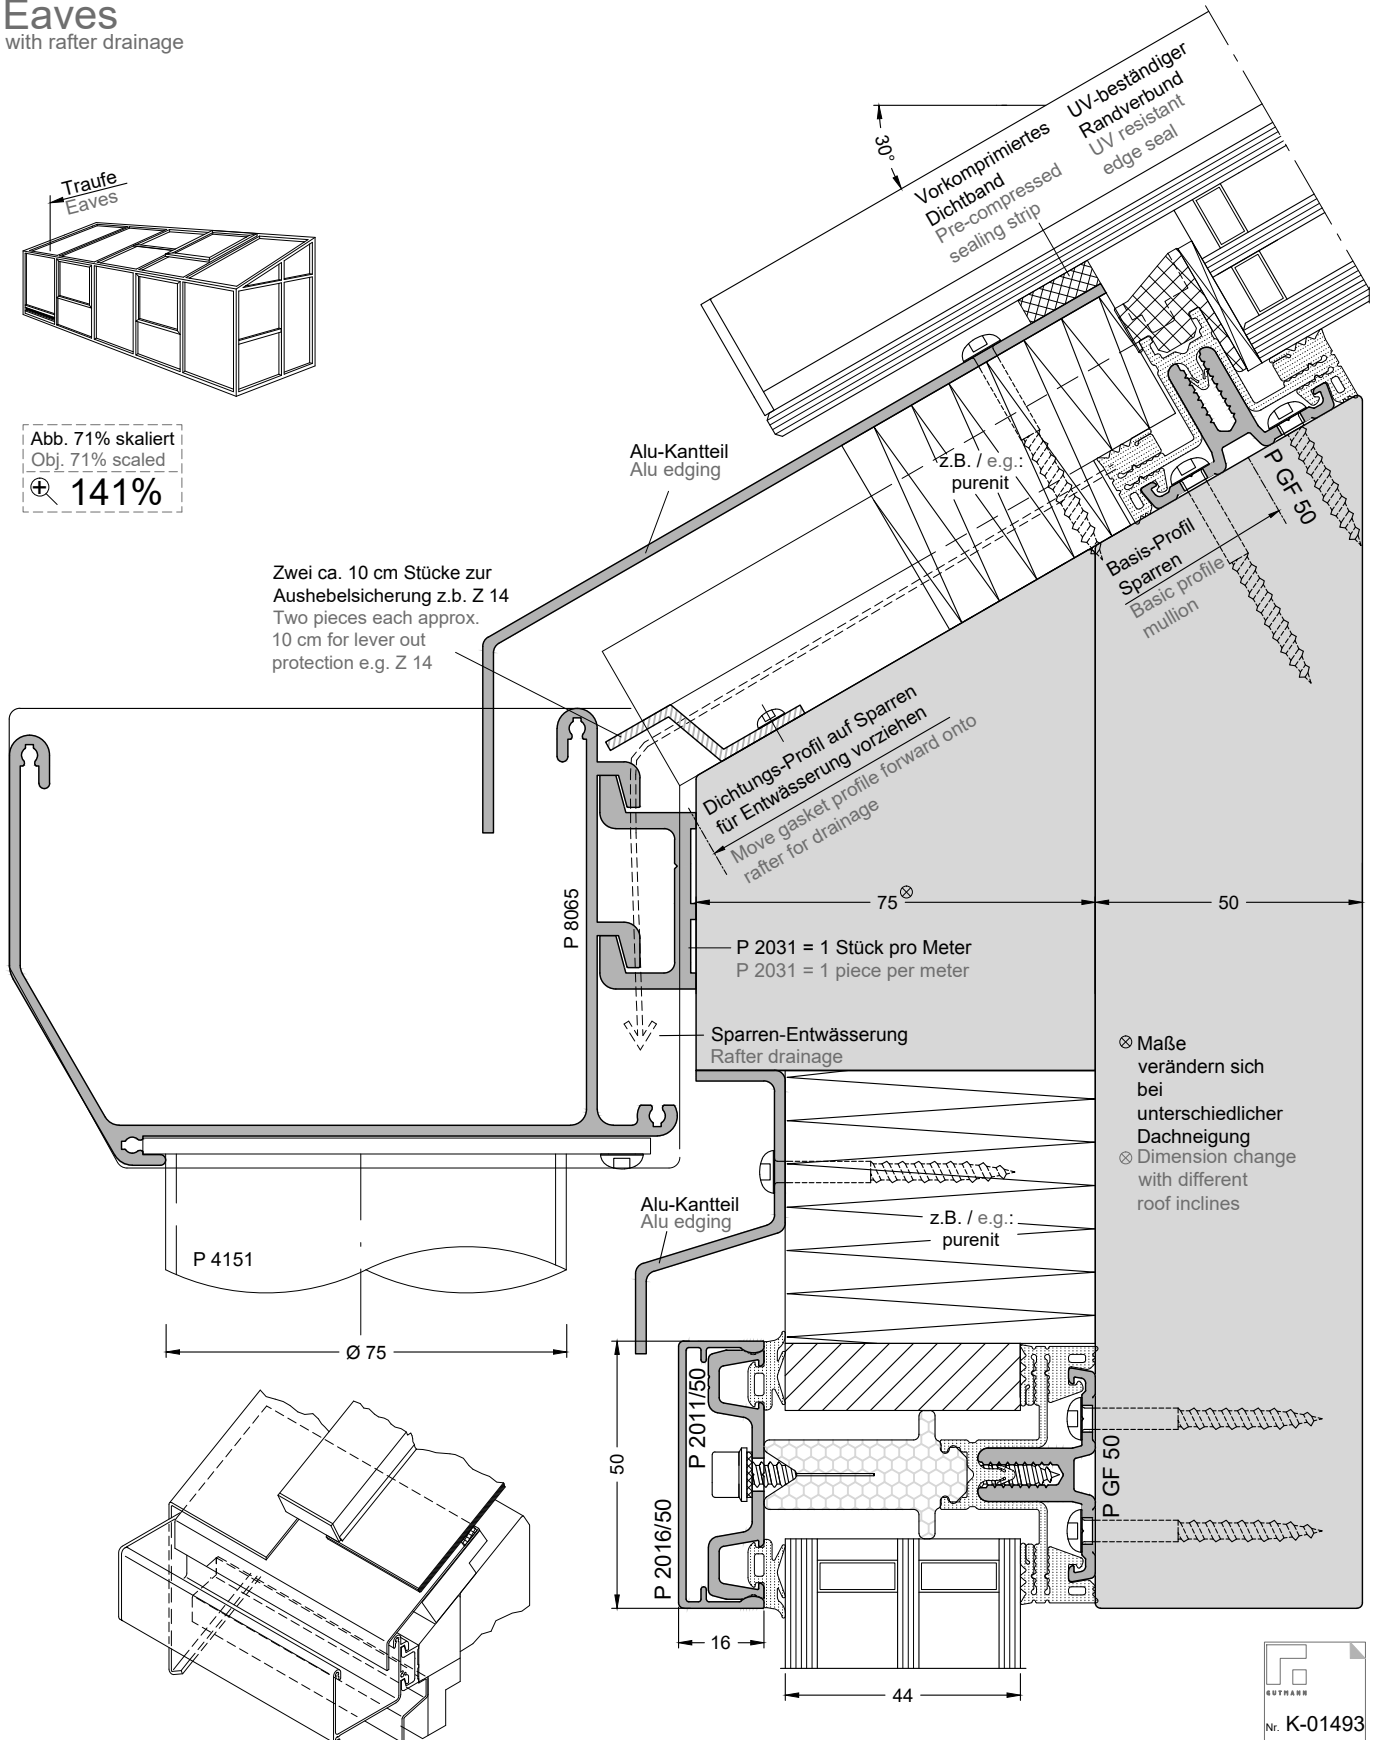 Eaves
with rafter drainage
Traufe
Eaves
Abb. 71% skaliert
Obj. 71% scaled
141%
30°
Vorkomprimiertes
Dichtband
Pre-compressed
sealing strip
UV-beständiger
Randverbund
UV resistant
edge seal
Alu-Kantteil
Alu edging
z.B. / e.g.:
purenit
P GF 50
Basis-Profil
Sparren
Basic profile
mullion
Zwei ca. 10 cm Stücke zur
Aushebelsicherung z.b. Z 14
Two pieces each approx.
10 cm for lever out
protection e.g. Z 14
Dichtungs-Profil auf Sparren
für Entwässerung vorziehen
Move gasket profile forward onto
rafter for drainage
P 8065
75 ⊗
50
P 2031 = 1 Stück pro Meter
P 2031 = 1 piece per meter
Sparren-Entwässerung
Rafter drainage
⊗ Maße
verändern sich
bei
unterschiedlicher
Dachneigung
⊗ Dimension change
with different
roof inclines
Alu-Kantteil
Alu edging
z.B. / e.g.:
purenit
P 4151
Ø 75
50
P 2011/50
P 2016/50
P GF 50
16
44
GUTMANN
Nr. K-01493